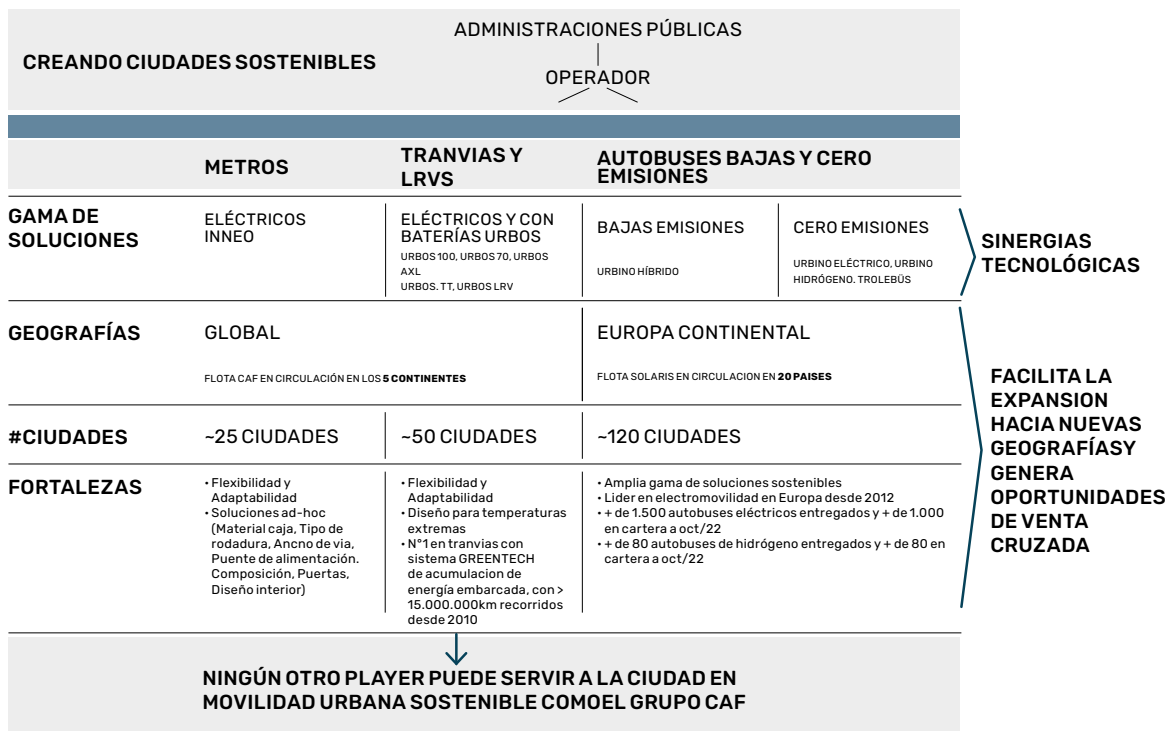 ADMINISTRACIONES PÚBLICAS
CREANDO CIUDADES SOSTENIBLES
OPERADOR
METROS
TRANVIAS Y
LRVS
AUTOBUSES BAJAS Y CERO
EMISIONES
GAMA DE
SOLUCIONES
ELÉCTRICOS
INNEO
ELÉCTRICOS Y CON
BATERÍAS URBOS
URBOS 100, URBOS 70, URBOS
AXL
URBOS. TT, URBOS LRV
BAJAS EMISIONES
URBINO HÍBRIDO
CERO EMISIONES
URBINO ELÉCTRICO, URBINO
HIDRÓGENO. TROLEBÜS
SINERGIAS
TECNOLÓGICAS
GEOGRAFÍAS
GLOBAL
FLOTA CAF EN CIRCULACIÓN EN LOS 5 CONTINENTES
EUROPA CONTINENTAL
FLOTA SOLARIS EN CIRCULACION EN 20 PAISES
#CIUDADES
~25 CIUDADES
~50 CIUDADES
~120 CIUDADES
FORTALEZAS
• Flexibilidad y
Adaptabilidad
• Soluciones ad-hoc
(Material caja, Tipo de
rodadura, Ancno de via,
Puente de alimentación.
Composición, Puertas,
Diseño interior)
• Flexibilidad y
Adaptabilidad
• Diseño para temperaturas
extremas
• N°1 en tranvias con
sistema GREENTECH
de acumulacion de
energía embarcada, con >
15.000.000km recorridos
desde 2010
• Amplia gama de soluciones sostenibles
• Lider en electromovilidad en Europa desde 2012
• + de 1.500 autobuses eléctricos entregados y + de 1.000
en cartera a oct/22
• + de 80 autobuses de hidrógeno entregados y + de 80 en
cartera a oct/22
FACILITA LA
EXPANSION
HACIA NUEVAS
GEOGRAFÍASY
GENERA
OPORTUNIDADES
DE VENTA
CRUZADA
NINGÚN OTRO PLAYER PUEDE SERVIR A LA CIUDAD EN
MOVILIDAD URBANA SOSTENIBLE COMOEL GRUPO CAF